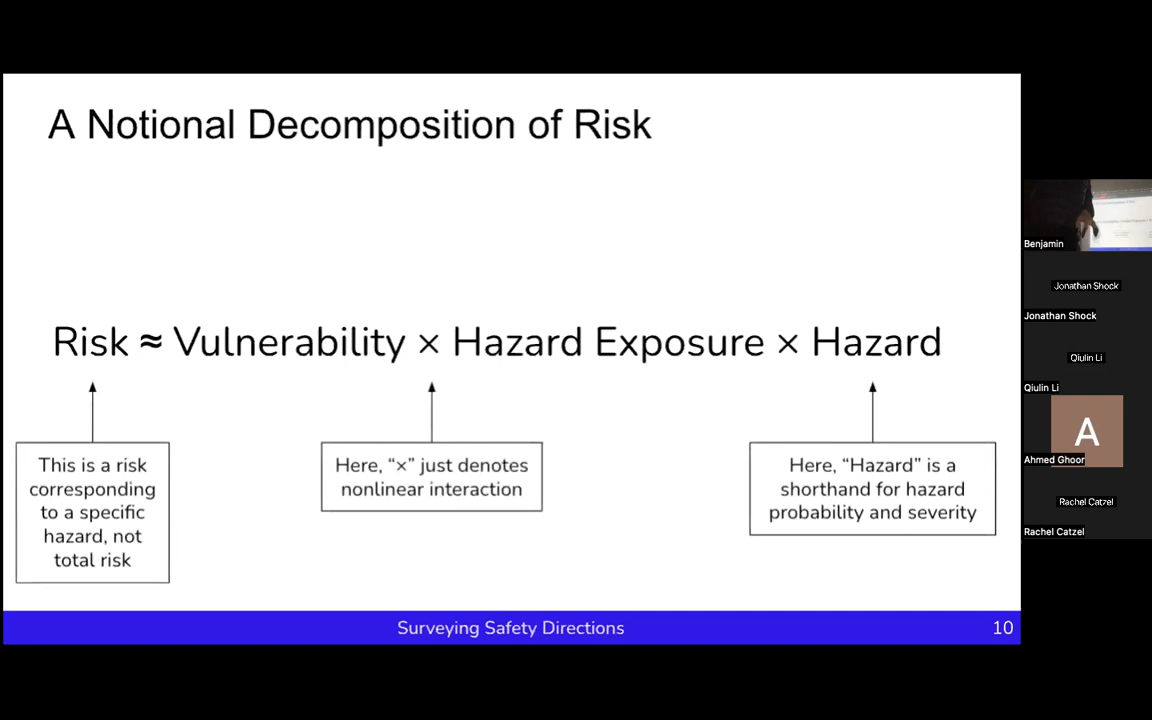 A Notional Decomposition of Risk
Risk ≈ Vulnerability × Hazard Exposure × Hazard
This is a risk
corresponding
to a specific
hazard, not
total risk
Here, “×” just denotes
nonlinear interaction
Here, “Hazard” is a
shorthand for hazard
probability and severity
Surveying Safety Directions
10
Benjamin
Jonathan Shock
Jonathan Shock
Qiulin Li
Qiulin Li
A
Ahmed Ghoor
Rachel Catzel
Rachel Catzel